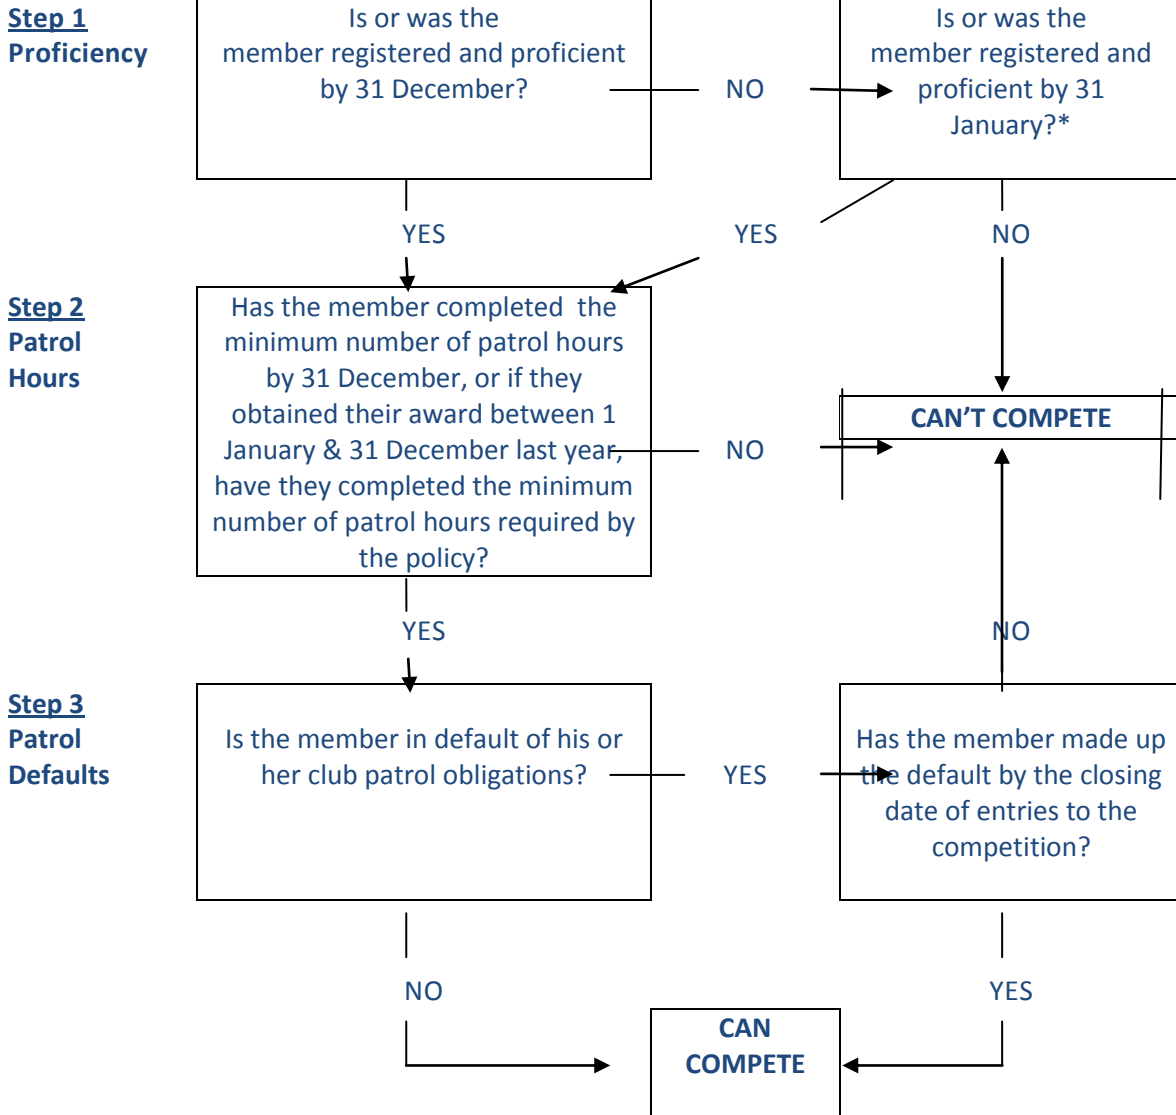 Step 1
Proficiency
Is or was the
member registered and proficient
by 31 December?
NO
Is or was the
member registered and
proficient by 31
January?*
YES
YES
NO
Step 2
Patrol
Hours
Has the member completed  the
minimum number of patrol hours
by 31 December, or if they
obtained their award between 1
January & 31 December last year,
have they completed the minimum
number of patrol hours required by
the policy?
NO
CAN'T COMPETE
YES
NO
Step 3
Patrol
Defaults
Is the member in default of his or
her club patrol obligations?
YES
Has the member made up
the default by the closing
date of entries to the
competition?
NO
YES
CAN
COMPETE